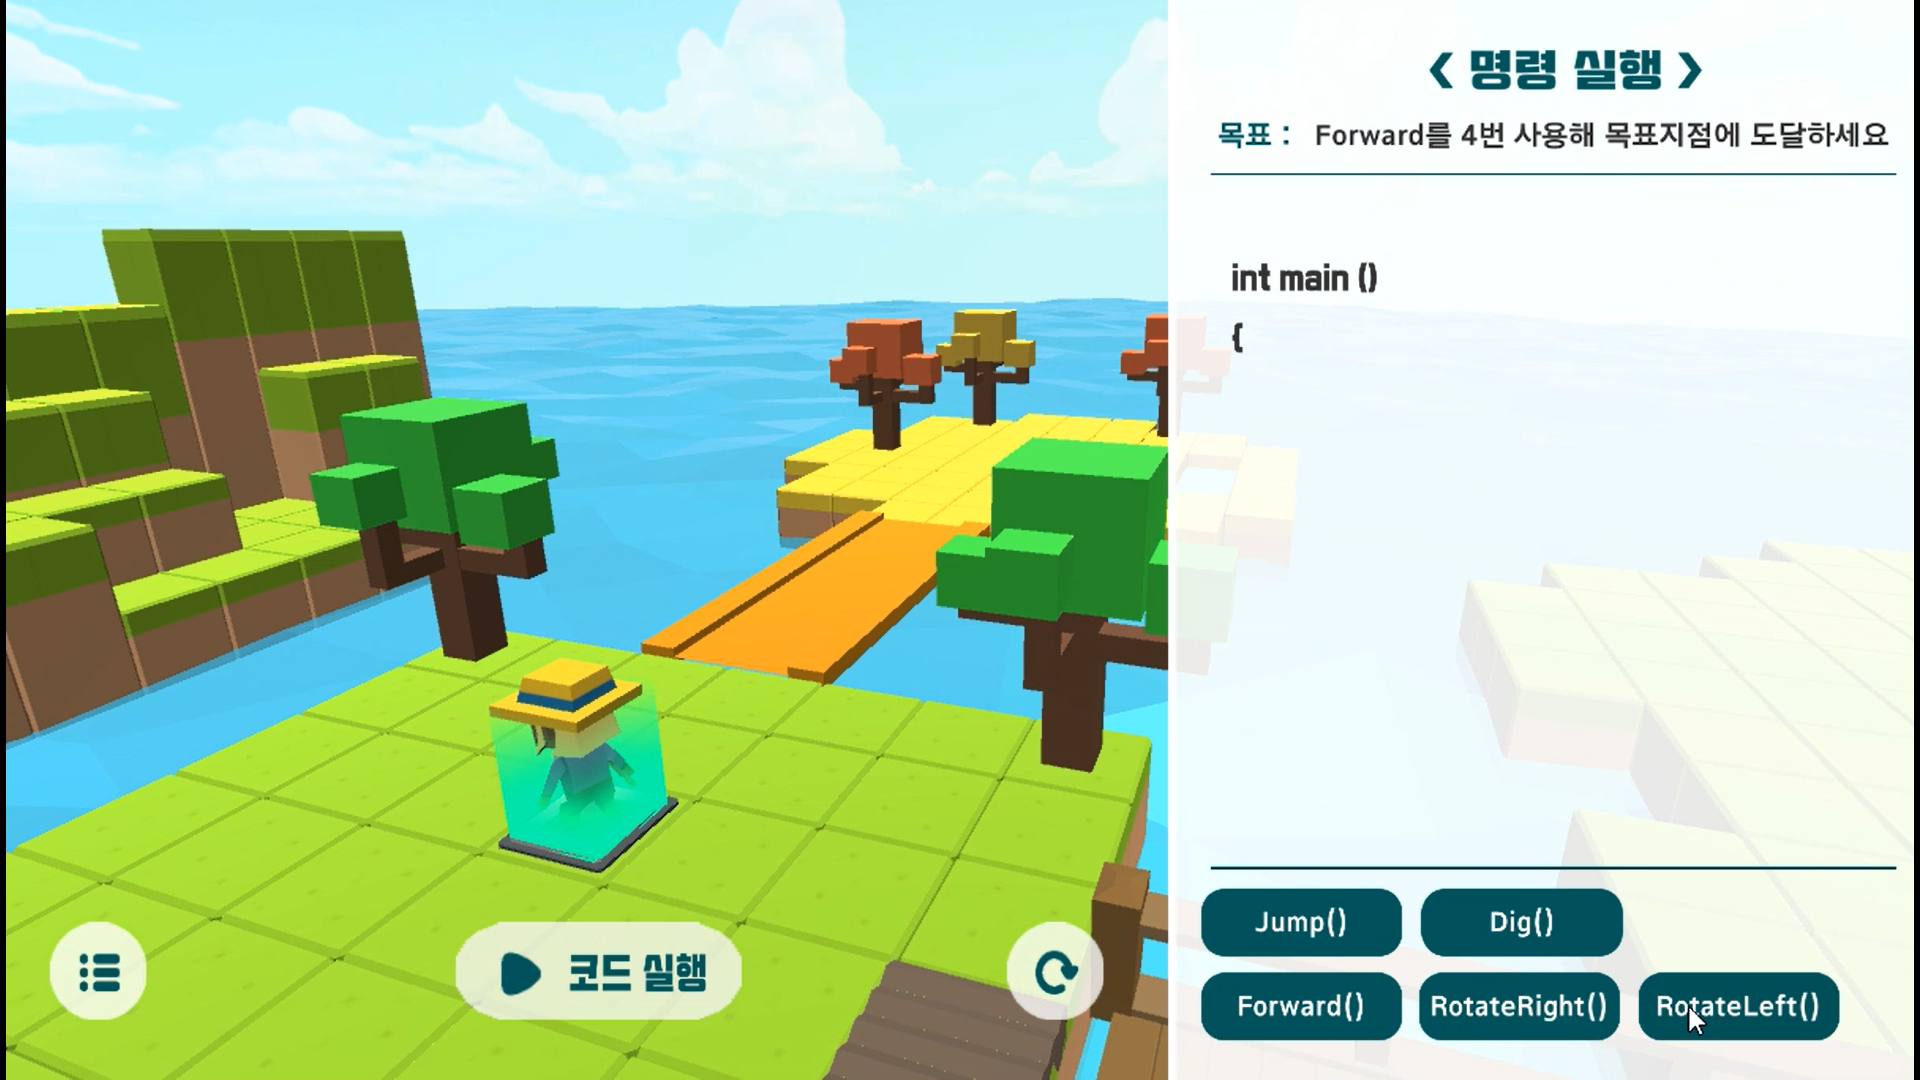 < 명령 실행 >
목표 : Forward를 4번 사용해 목표지점에 도달하세요
int main ()
{
Jump() Dig()
Forward() RotateRight() RotateLeft()
코드 실행